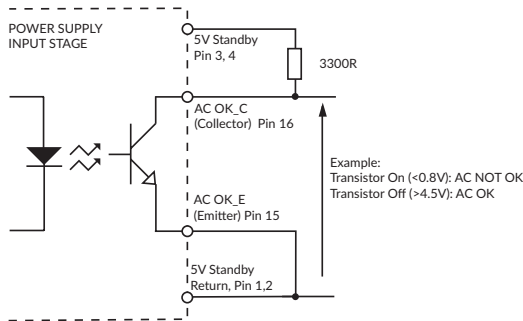 POWER SUPPLY
INPUT STAGE
5V Standby
Pin 3, 4
3300R
AC OK_C
(Collector) Pin 16
Example:
Transistor On (<0.8V): AC NOT OK
Transistor Off (>4.5V): AC OK
AC OK_E
(Emitter) Pin 15
5V Standby
Return, Pin 1,2